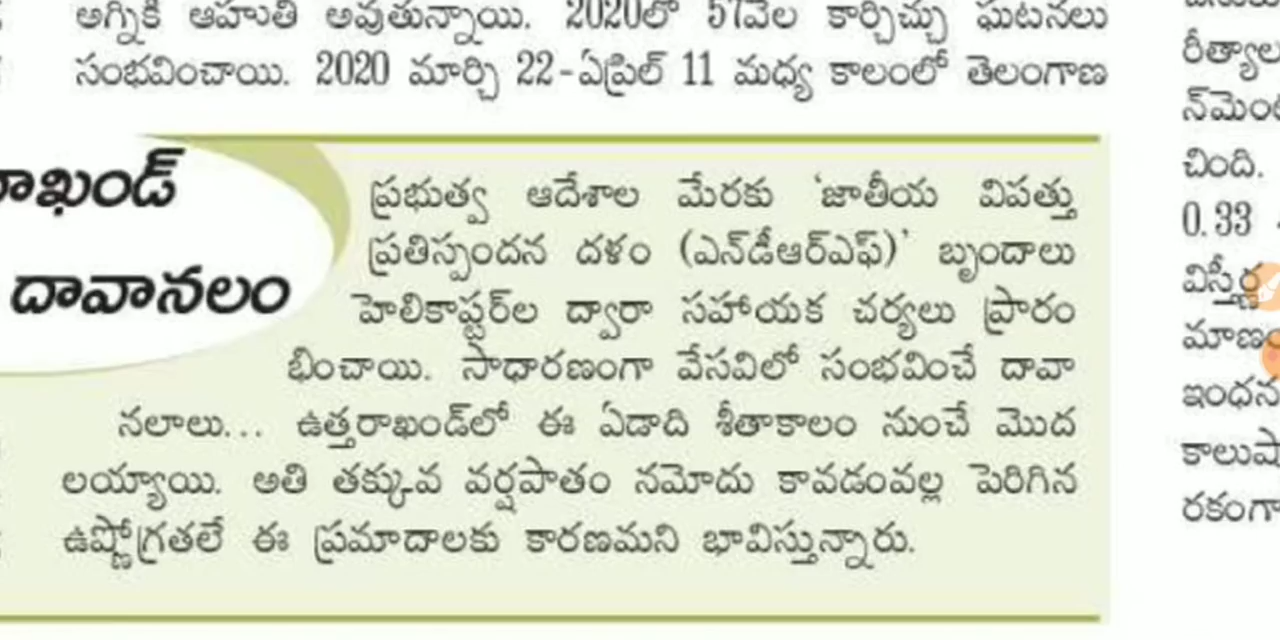 అగ్నికి ఆహుతి అవుతున్నాయి. 2020లో 57వేల కార్చిచ్చు ఘటనలు
సంభవించాయి. 2020 మార్చి 22-ఏప్రిల్ 11 మధ్య కాలంలో తెలంగాణ
దావానలం
ప్రభుత్వ ఆదేశాల మేరకు 'జాతీయ విపత్తు
ప్రతిస్పందన దళం (ఎన్‌డీఆర్‌ఎఫ్)' బృందాలు
హెలికాప్టర్‌ల ద్వారా సహాయక చర్యలు ప్రారం
భించాయి. సాధారణంగా వేసవిలో సంభవించే దావా
నలాలు... ఉత్తరాఖండ్‌లో ఈ ఏడాది శీతాకాలం నుంచే మొద
లయ్యాయి. అతి తక్కువ వర్షపాతం నమోదు కావడంవల్ల పెరిగిన
ఉష్ణోగ్రతలే ఈ ప్రమాదాలకు కారణమని భావిస్తున్నారు.
చింది.
0.33
ఇంధన
రకంగా